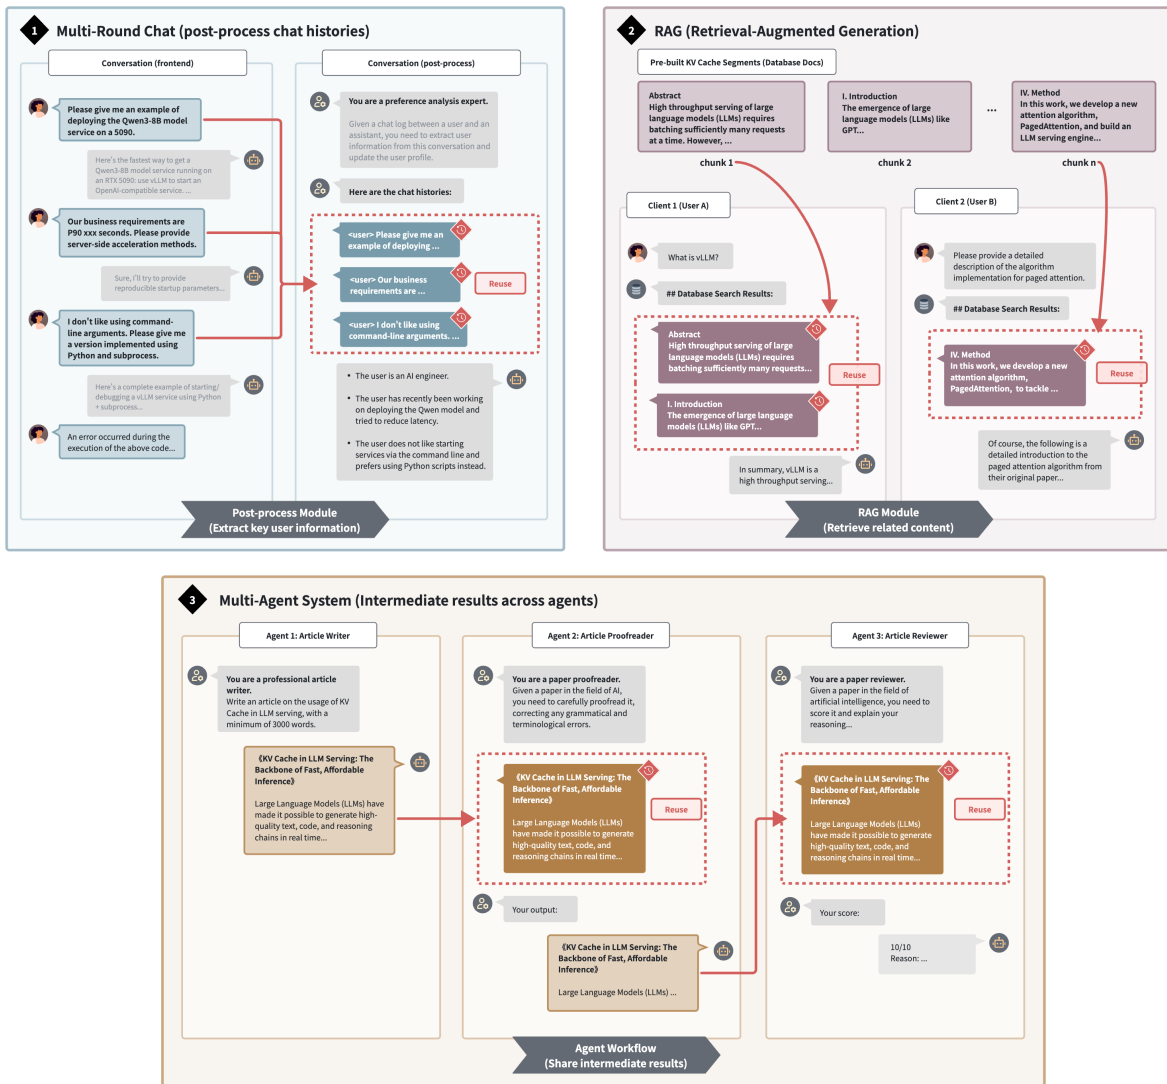 1
Multi-Round Chat (post-process chat histories)
Conversation (frontend)
Please give me an example of
deploying the Qwen3-8B model
service on a 5090.
Here's the fastest way to get a
Qwen3-8B model service running on
an RTX 5090: use vLLM to start an
OpenAI-compatible service. ...
Our business requirements are
P90 xxx seconds. Please provide
server-side acceleration methods.
Sure, I'll try to provide
reproducible startup parameters...
I don't like using command-
line arguments. Please give me
a version implemented using
Python and subprocess.
Here's a complete example of starting/
debugging a vLLM service using Python
+ subprocess...
An error occurred during the
execution of the above code...
Conversation (post-process)
You are a preference analysis expert.
Given a chat log between a user and an
assistant, you need to extract user
information from this conversation and
update the user profile.
Here are the chat histories:
<user> Please give me an
example of deploying ...
<user> Our business
requirements are ...
<user> I don't like using
command-line arguments. ...
Reuse
• The user is an AI engineer.
• The user has recently been working
on deploying the Qwen model and
tried to reduce latency.
• The user does not like starting
services via the command line and
prefers using Python scripts instead.
Post-process Module
(Extract key user information)
2
RAG (Retrieval-Augmented Generation)
Pre-built KV Cache Segments (Database Docs)
Abstract
High throughput serving of large
language models (LLMs) requires
batching sufficiently many requests
at a time. However, ...
chunk 1
I. Introduction
The emergence of large
language models (LLMs) like
GPT...
chunk 2
...
IV. Method
In this work, we develop a new
attention algorithm,
PagedAttention, and build an
LLM serving engine...
chunk n
Client 1 (User A)
What is vLLM?
## Database Search Results:
Abstract
High throughput serving of large
language models (LLMs) requires
batching sufficiently many requests...
I. Introduction
The emergence of large language
models (LLMs) like GPT...
Reuse
In summary, vLLM is a
high throughput serving...
Client 2 (User B)
Please provide a detailed
description of the algorithm
implementation for paged attention.
## Database Search Results:
IV. Method
In this work, we develop a new
attention algorithm,
PagedAttention, to tackle ...
Reuse
Of course, the following is a
detailed introduction to the
paged attention algorithm from
their original paper...
RAG Module
(Retrieve related content)
3
Multi-Agent System (Intermediate results across agents)
Agent 1: Article Writer
You are a professional article
writer.
Write an article on the usage of KV
Cache in LLM serving, with a
minimum of 3000 words.
《KV Cache in LLM Serving: The
Backbone of Fast, Affordable
Inference》
Large Language Models (LLMs) have
made it possible to generate high-
quality text, code, and reasoning
chains in real time...
Agent 2: Article Proofreader
You are a paper proofreader.
Given a paper in the field of AI,
you need to carefully proofread it,
correcting any grammatical and
terminological errors.
《KV Cache in LLM Serving: The
Backbone of Fast, Affordable
Inference》
Large Language Models (LLMs)
have made it possible to generate
high-quality text, code, and
reasoning chains in real time...
Reuse
Your output:
《KV Cache in LLM Serving: The
Backbone of Fast, Affordable
Inference》
Large Language Models (LLMs) ...
Agent 3: Article Reviewer
You are a paper reviewer.
Given a paper in the field of
artificial intelligence, you need to
score it and explain your
reasoning...
《KV Cache in LLM Serving: The
Backbone of Fast, Affordable
Inference》
Large Language Models (LLMs)
have made it possible to generate
high-quality text, code, and
reasoning chains in real time...
Reuse
Your score:
10/10
Reason: ...
Agent Workflow
(Share intermediate results)